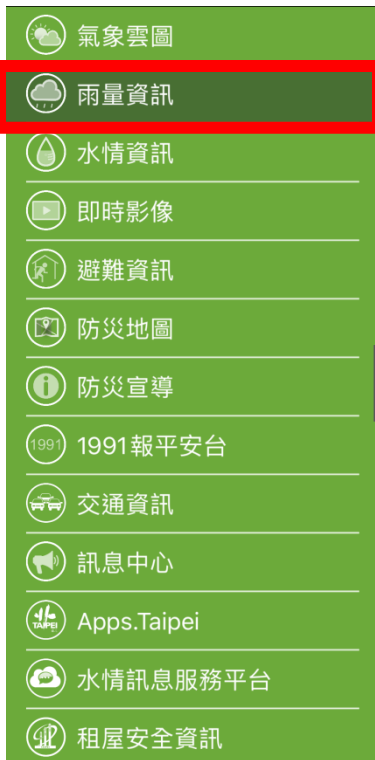 氣象雲圖
雨量資訊
水情資訊
即時影像
避難資訊
防災地圖
防災宣導
1991 1991報平安台
交通資訊
訊息中心
TAIPEI Apps.Taipei
水情訊息服務平台
租屋安全資訊